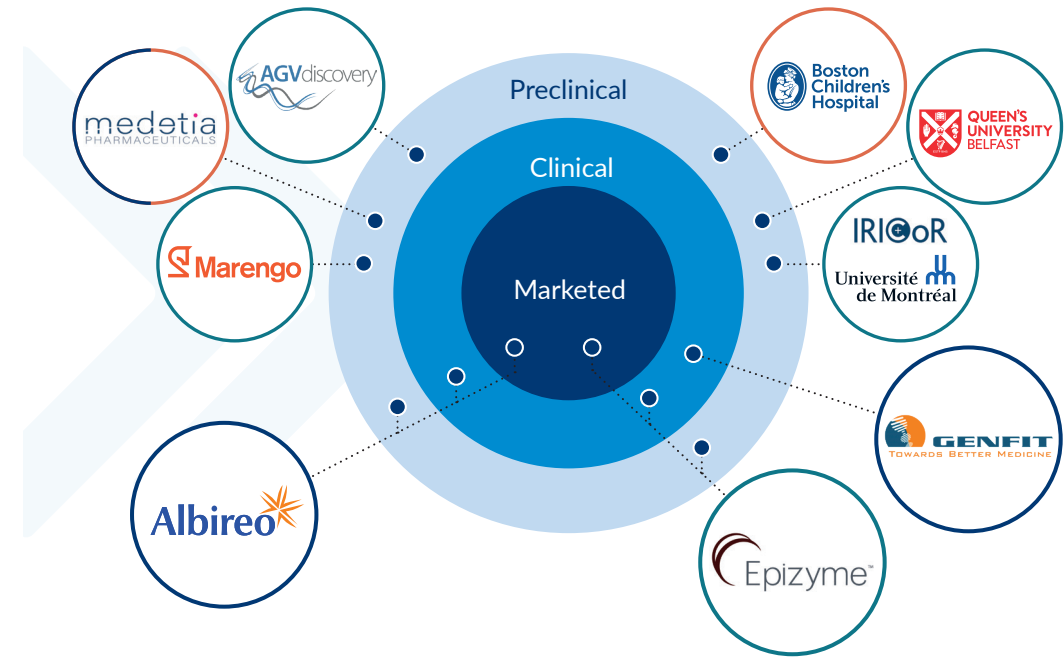 AGVdiscovery
medetia
PHARMACEUTICALS
Marengo
Albireo
Preclinical
Clinical
Marketed
Boston
Children's
Hospital
QUEEN'S
UNIVERSITY
BELFAST
IRICoR
Université
de Montréal
GENFIT
TOWARDS BETTER MEDICINE
Epizyme™